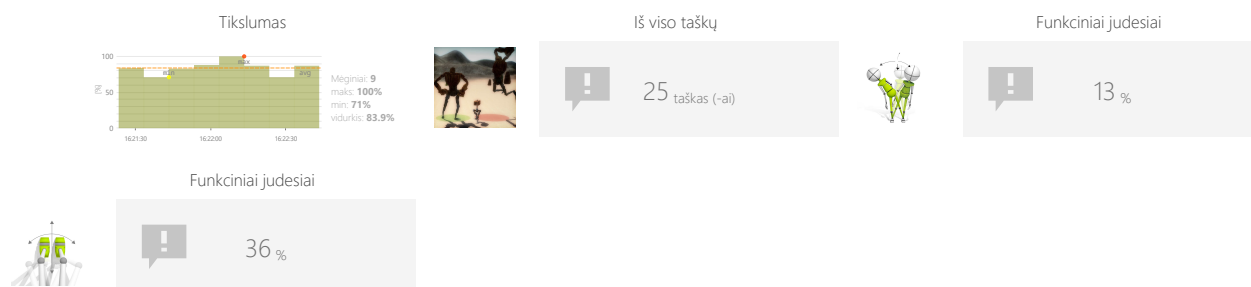 Tikslumas
100
50
0
[%]
min
max
avg
16:21:30
16:22:00
16:22:30
Mėginiai: 9
maks: 100%
min: 71%
vidurkis: 83.9%
Iš viso taškų
25 taškas (-ai)
Funkciniai judesiai
13 %
Funkciniai judesiai
36 %